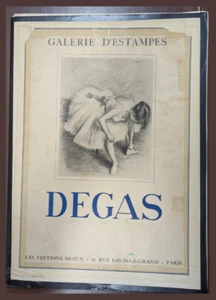 GALERIE D'ESTAMPES
DEGAS
LES ÉDITIONS BRAUN - 18, RUE LOUIS-LE-GRAND - PARIS